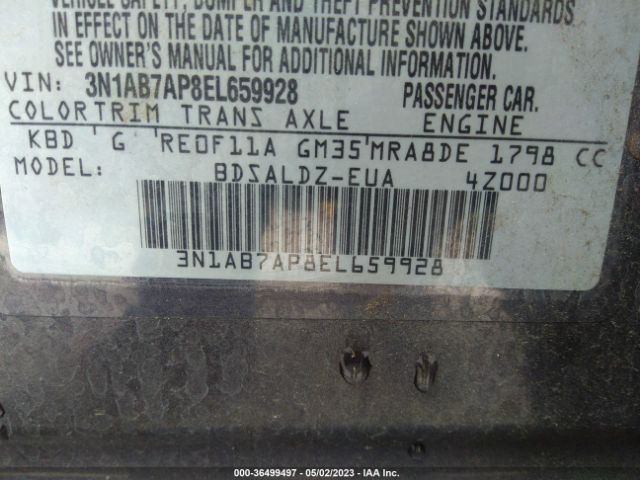 VEHICLE SAFETY, BUMPER AND THEFT PREVENTION STANDARDS
IN EFFECT ON THE DATE OF MANUFACTURE SHOWN ABOVE.
SEE OWNER'S MANUAL FOR ADDITIONAL INFORMATION.
VIN: 3N1AB7AP8EL659928 PASSENGER CAR.
COLOR TRIM TRANS AXLE ENGINE
KBD G RE0F11A GM35 MRA8DE 1798 CC
MODEL: BDSALDZ-EUA 4Z000
3N1AB7AP8EL659928
000-36499497 - 05/02/2023 - IAA Inc.